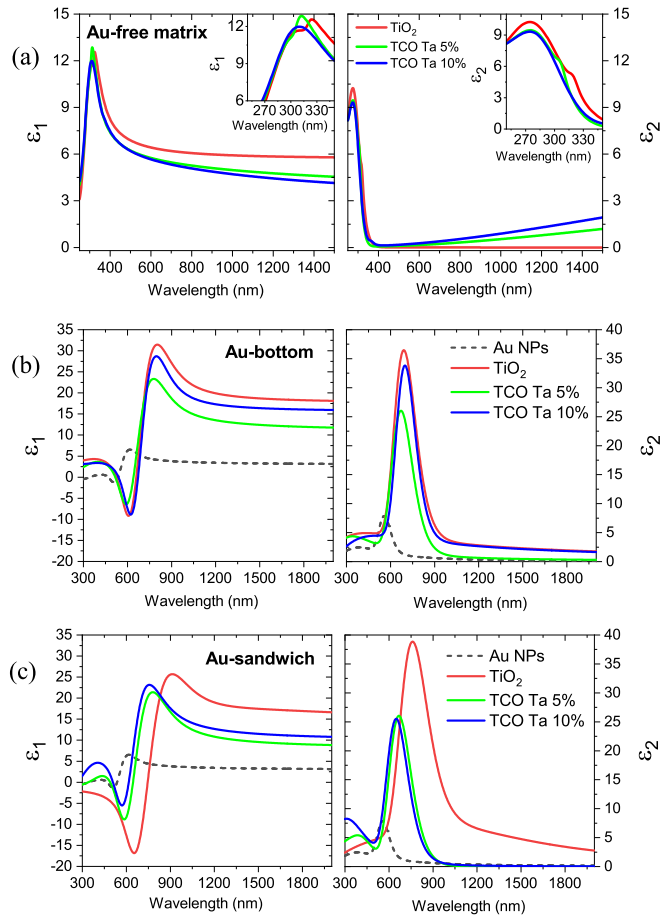 (a)
Au-free matrix
ε1
15
12
9
6
3
0
400 600 800 1000 1200 1400
Wavelength (nm)
ε1
12
10
8
6
270 300 330
Wavelength (nm)
TiO2
TCO Ta 5%
TCO Ta 10%
ε2
270 300 330
Wavelength (nm)
15
12
9
6
3
0
ε2
400 600 800 1000 1200 1400
Wavelength (nm)
(b)
Au-bottom
ε1
35
30
25
20
15
10
5
0
-5
-10
-15
-20
300 600 900 1200 1500 1800
Wavelength (nm)
Au NPs
TiO2
TCO Ta 5%
TCO Ta 10%
40
35
30
25
20
15
10
5
0
ε2
300 600 900 1200 1500 1800
Wavelength (nm)
(c)
Au-sandwich
ε1
35
30
25
20
15
10
5
0
-5
-10
-15
-20
300 600 900 1200 1500 1800
Wavelength (nm)
Au NPs
TiO2
TCO Ta 5%
TCO Ta 10%
40
35
30
25
20
15
10
5
0
ε2
300 600 900 1200 1500 1800
Wavelength (nm)